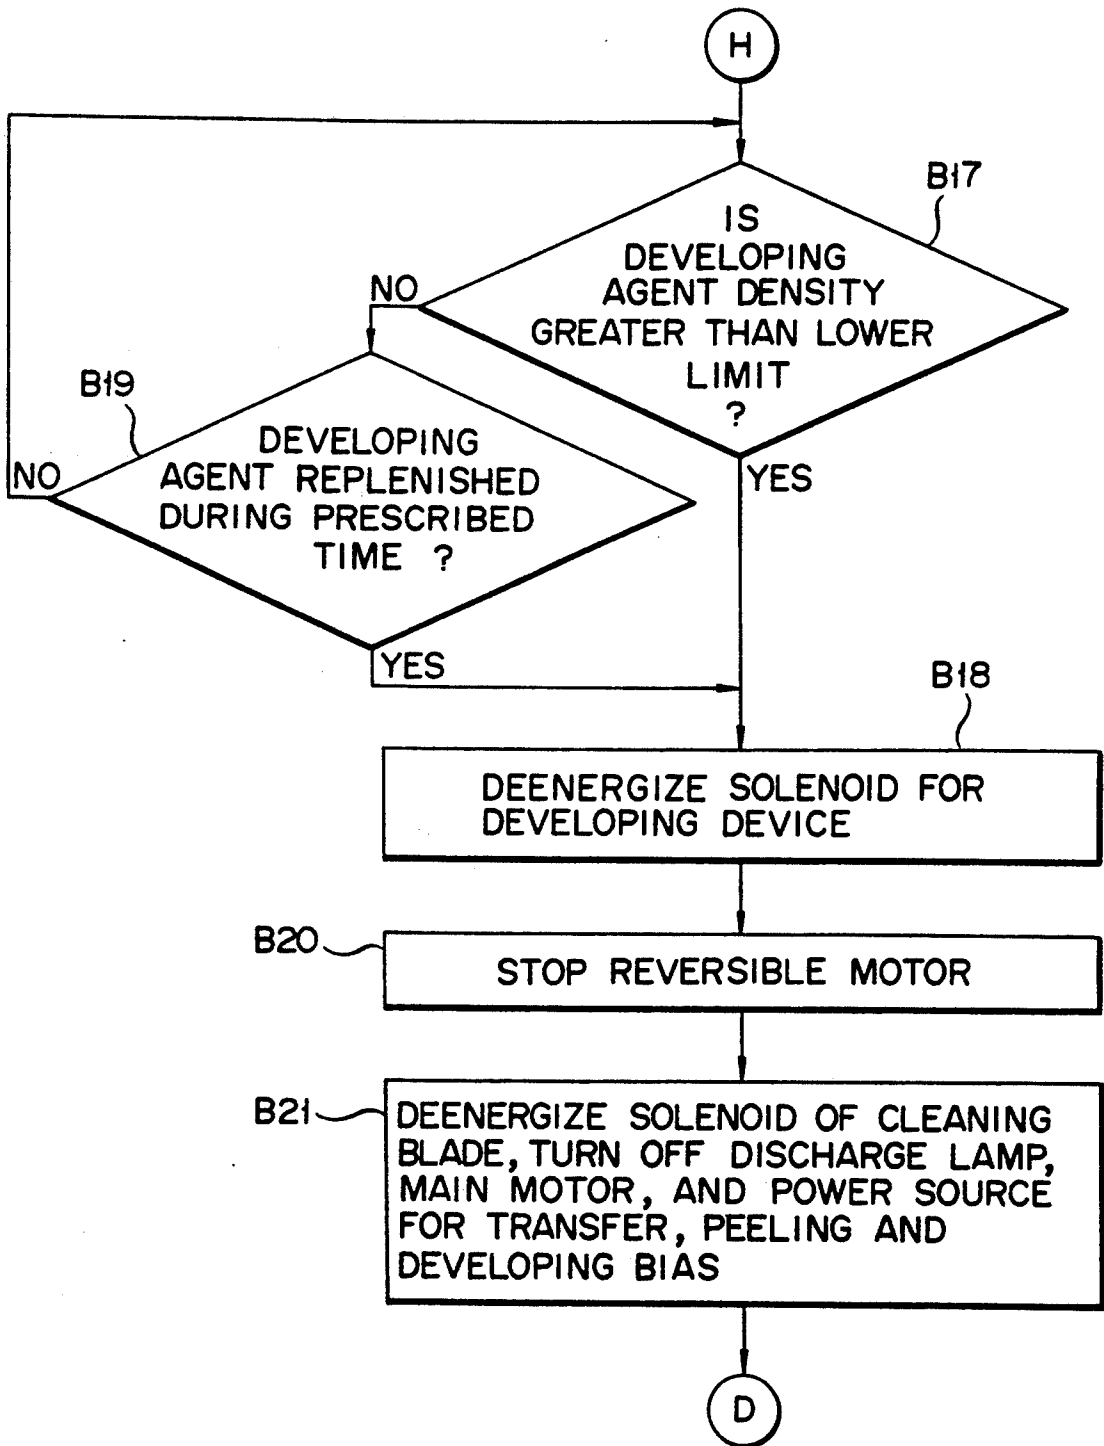 H
B17
IS
DEVELOPING
AGENT DENSITY
GREATER THAN LOWER
LIMIT
?
NO
YES
B19
DEVELOPING
AGENT REPLENISHED
DURING PRESCRIBED
TIME ?
NO
YES
B18
DEENERGIZE SOLENOID FOR
DEVELOPING DEVICE
B20
STOP REVERSIBLE MOTOR
B21
DEENERGIZE SOLENOID OF CLEANING
BLADE, TURN OFF DISCHARGE LAMP,
MAIN MOTOR, AND POWER SOURCE
FOR TRANSFER, PEELING AND
DEVELOPING BIAS
D